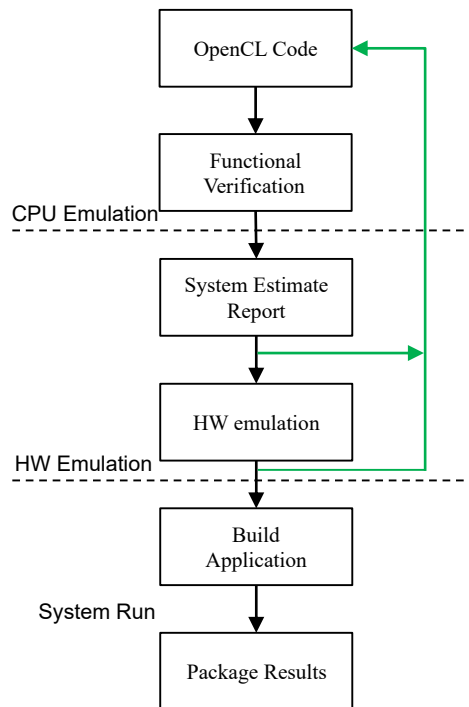 OpenCL Code
Functional
Verification
CPU Emulation
System Estimate
Report
HW emulation
HW Emulation
Build
Application
System Run
Package Results